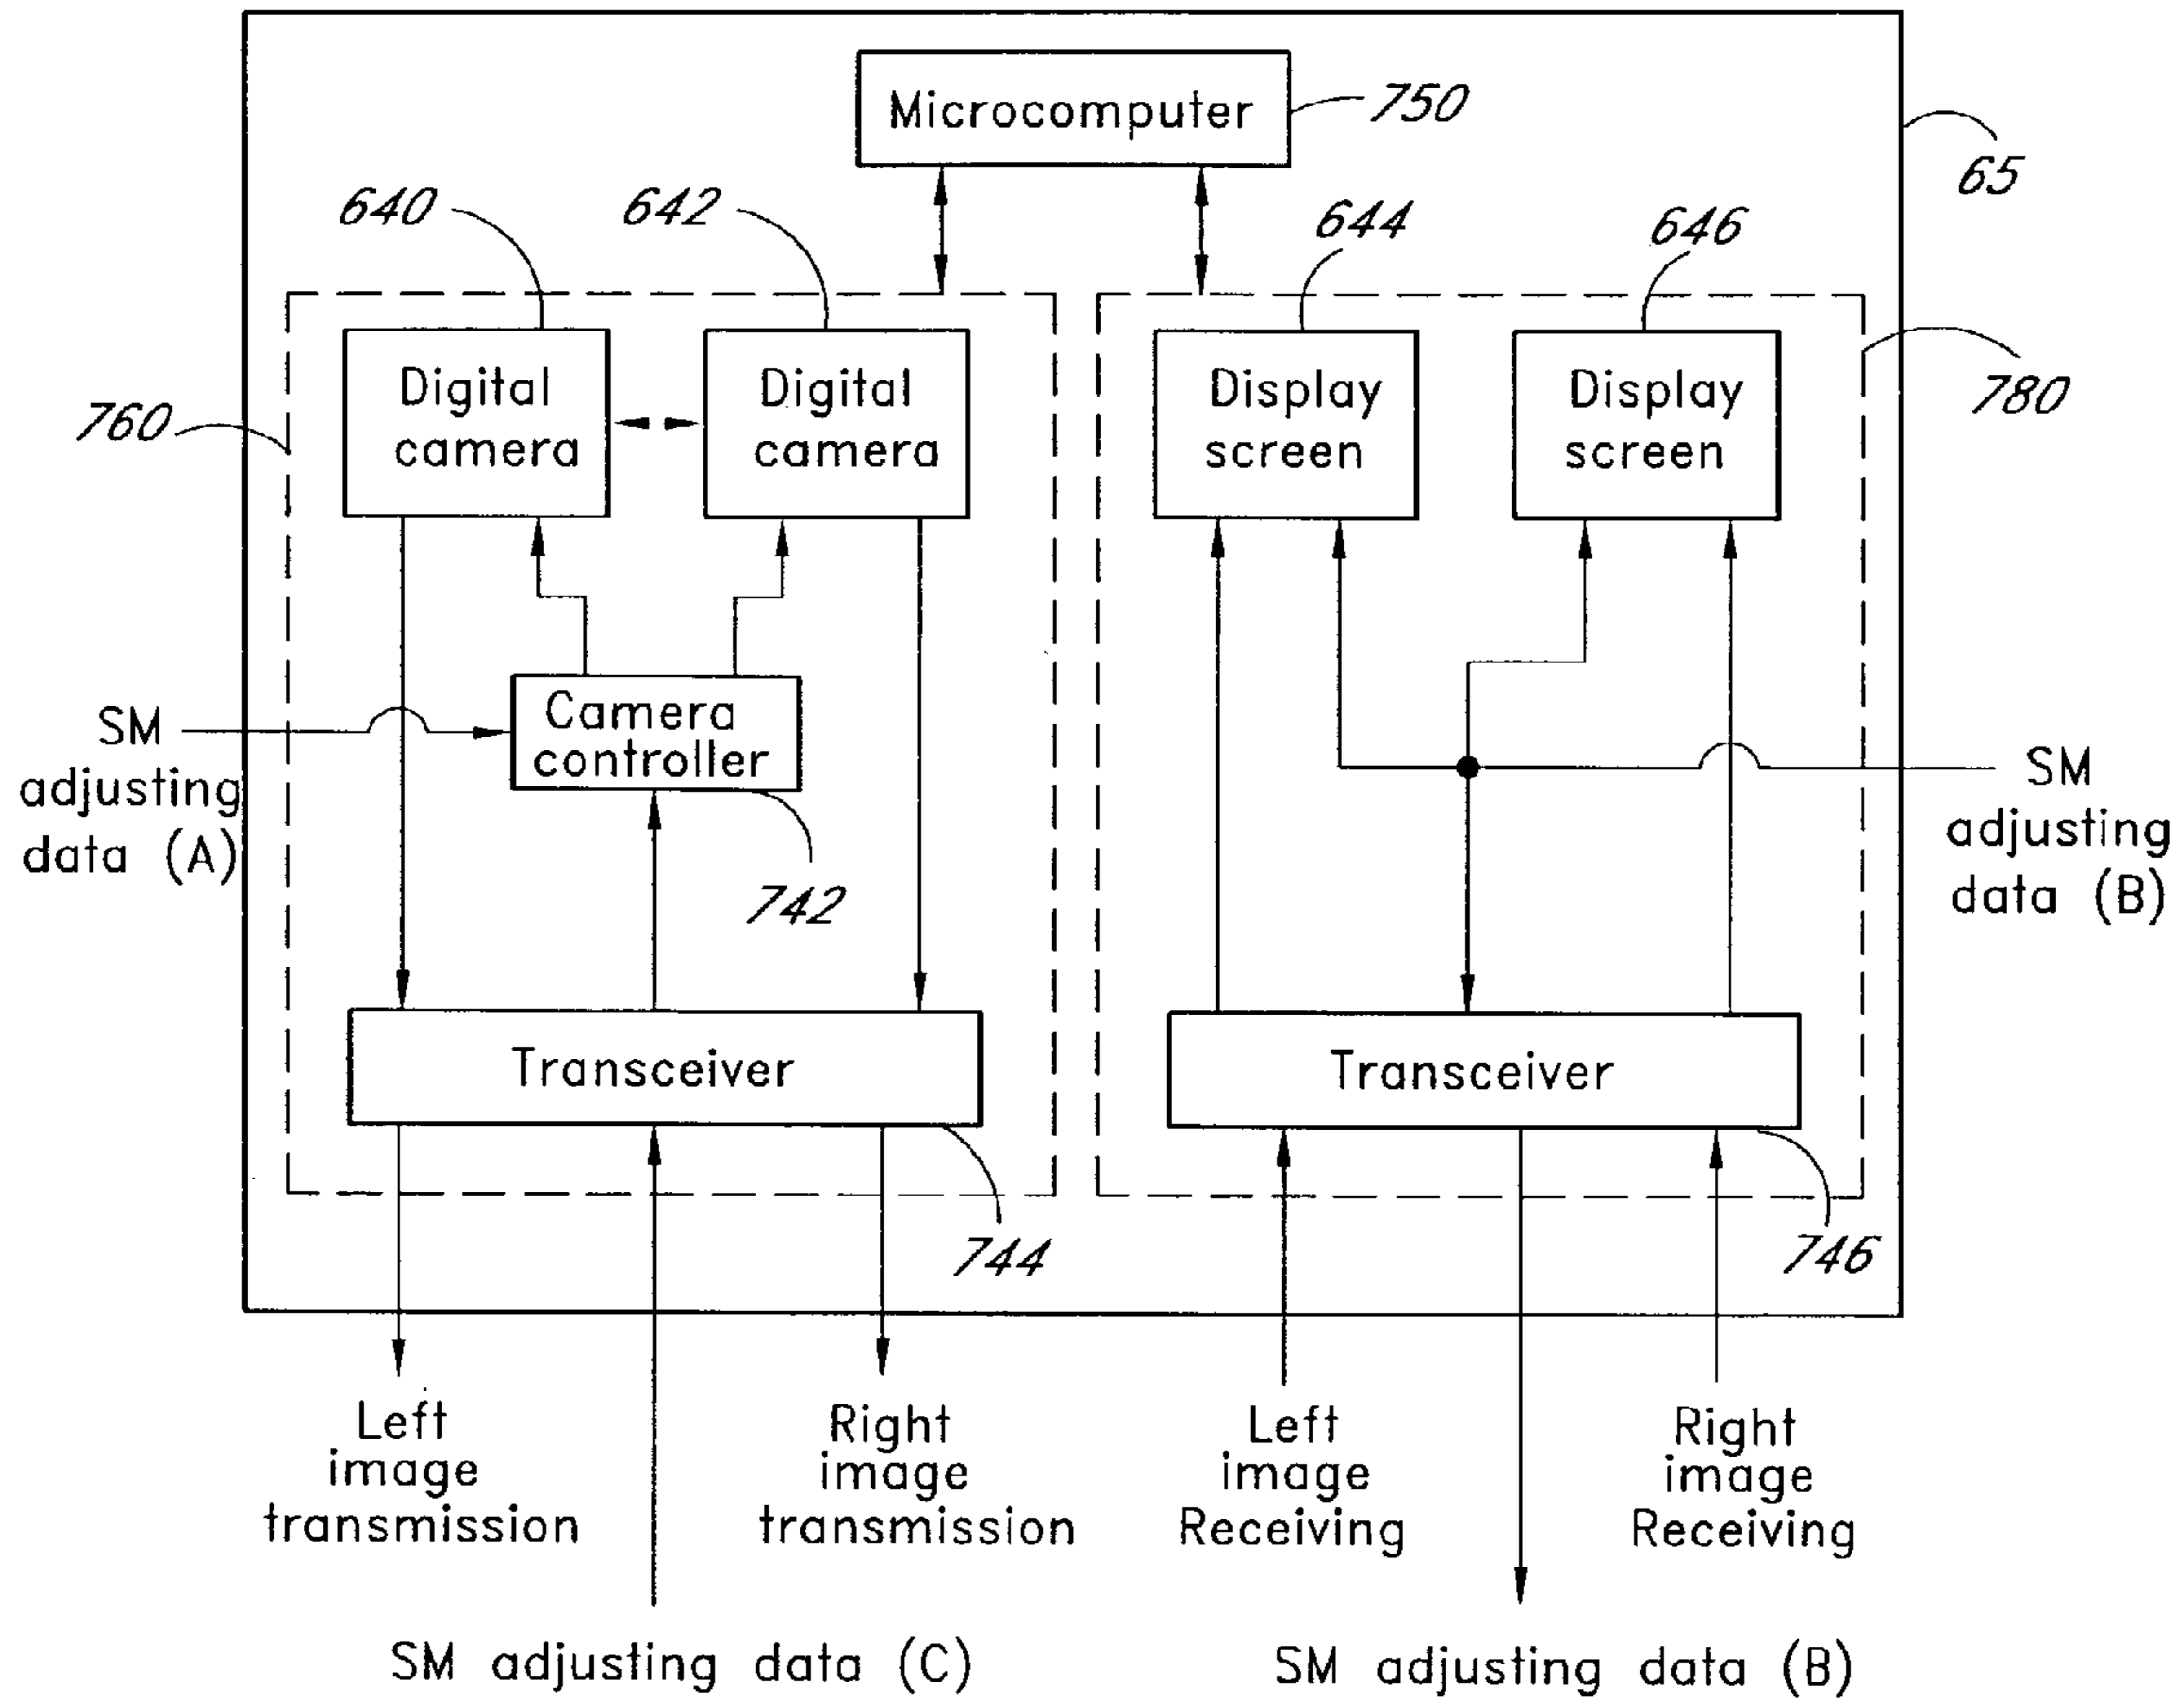 Microcomputer
750
65
640
642
644
646
Digital
camera
Digital
camera
Display
screen
Display
screen
760
780
SM
adjusting
data (A)
Camera
controller
742
SM
adjusting
data (B)
Transceiver
Transceiver
744
746
Left
image
transmission
Right
image
transmission
Left
image
Receiving
Right
image
Receiving
SM adjusting data (C)
SM adjusting data (B)